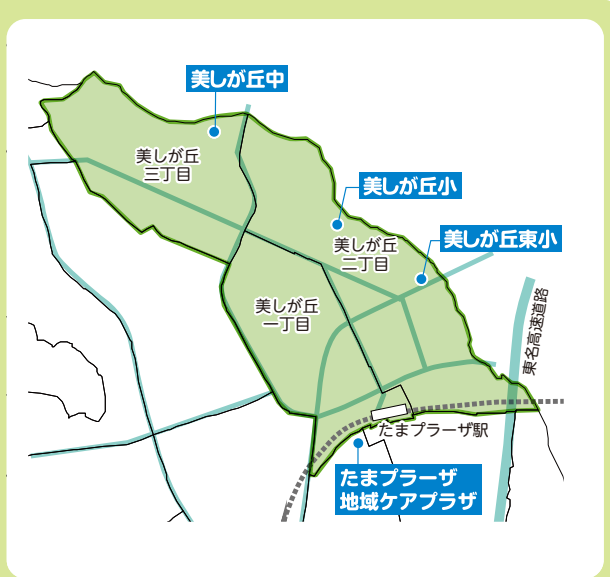 美しが丘中
美しが丘
三丁目
美しが丘小
美しが丘東小
美しが丘
二丁目
美しが丘
一丁目
東名高速道路
たまプラーザ駅
たまプラーザ
地域ケアプラザ